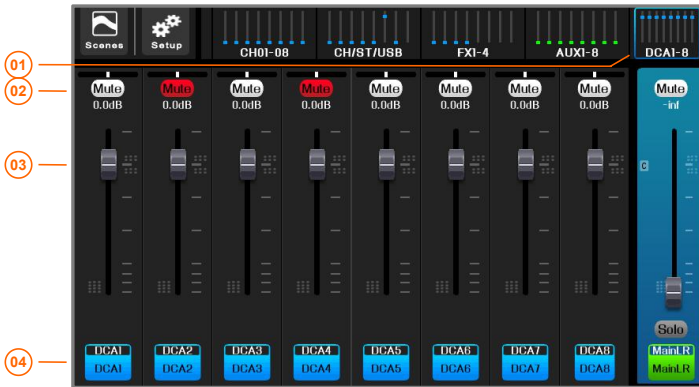 Scenes Setup CH01-08 CH/ST/USB FX1-4 AUX1-8 DCA1-8
01
02 Mute Mute Mute Mute Mute Mute Mute Mute Mute
0.0dB 0.0dB 0.0dB 0.0dB 0.0dB 0.0dB 0.0dB 0.0dB -inf
03 C
Solo
DCA1 DCA2 DCA3 DCA4 DCA5 DCA6 DCA7 DCA8 MainLR
04 DCA1 DCA2 DCA3 DCA4 DCA5 DCA6 DCA7 DCA8 MainLR